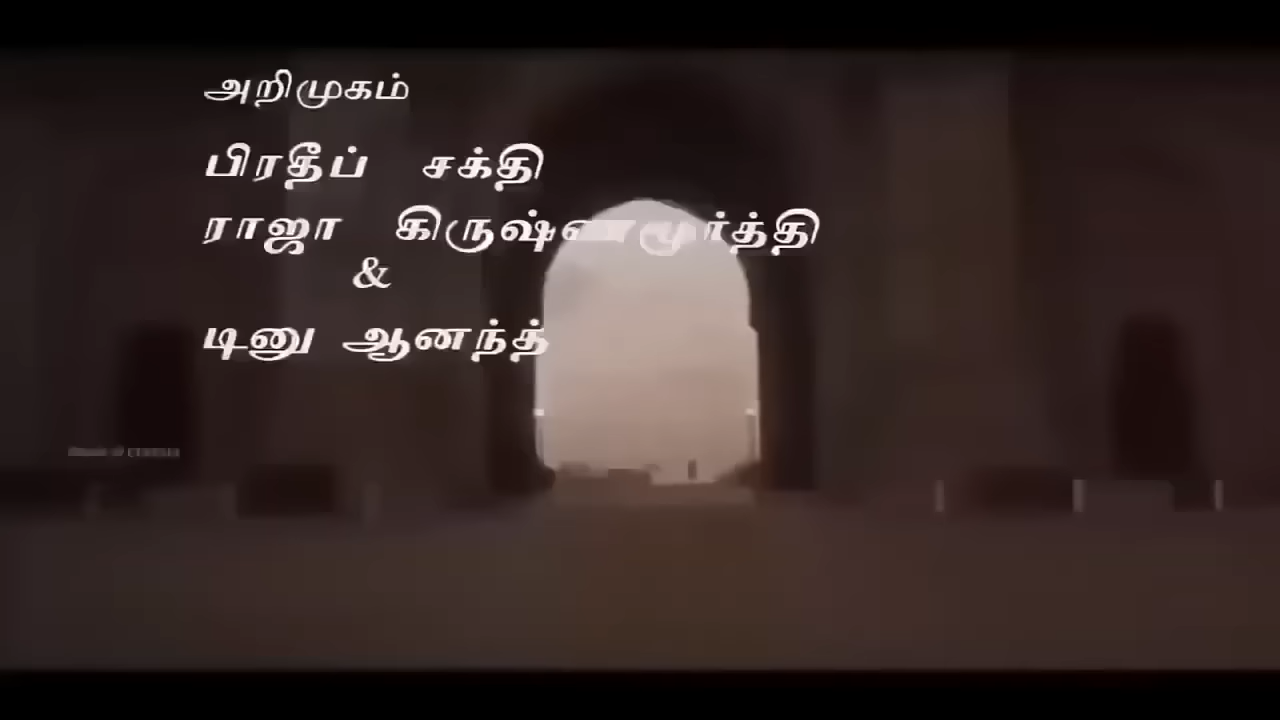 அறிமுகம்
பிரதீப் சக்தி
ராஜா கிருஷ்ணமூர்த்தி
&
டினு ஆனந்த்